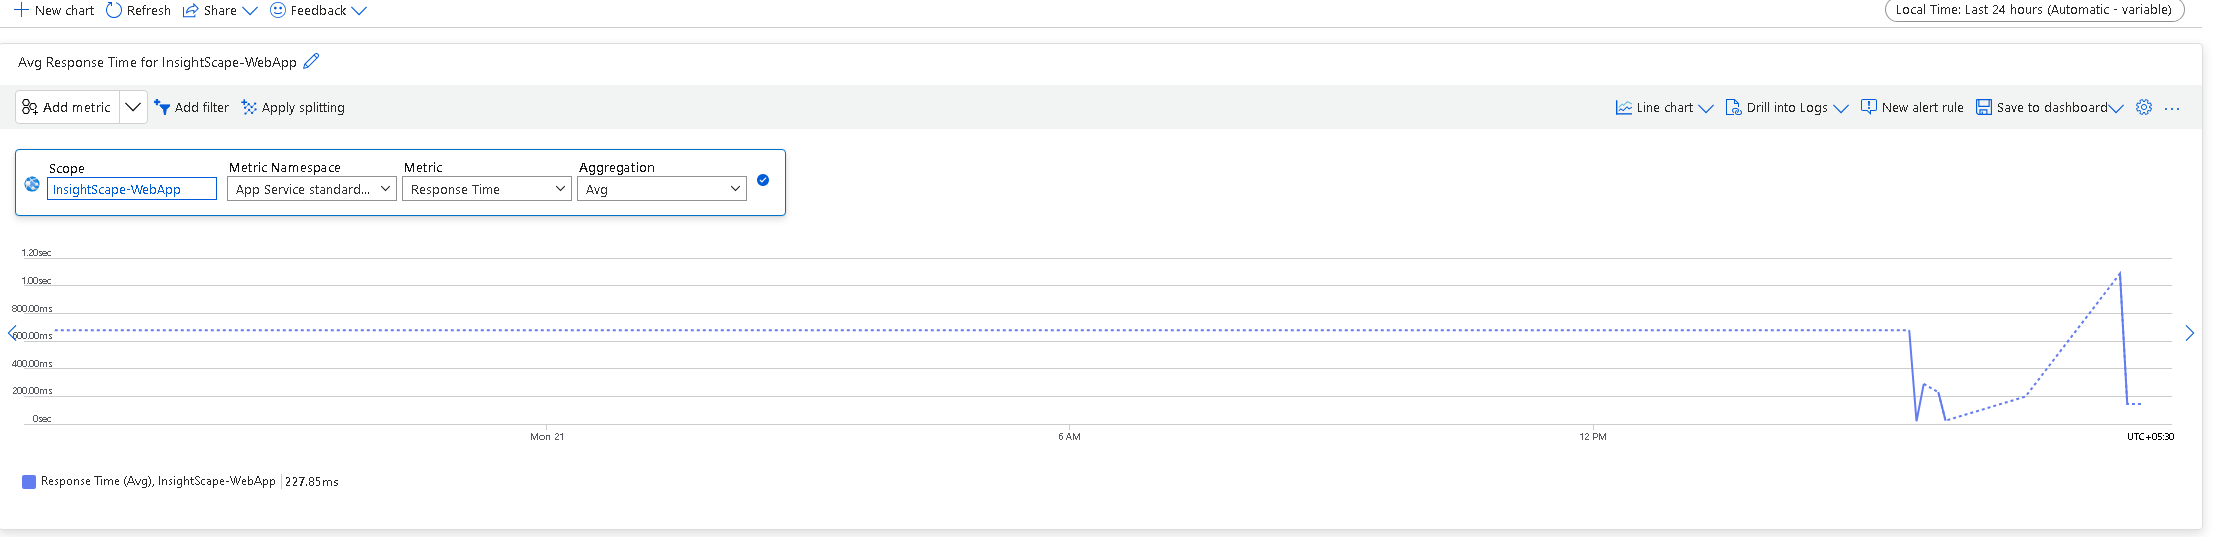 New chart Refresh Share Feedback Local Time: Last 24 hours (Automatic - variable)
Avg Response Time for InsightScape-WebApp
Add metric Add filter Apply splitting Line chart Drill into Logs New alert rule Save to dashboard ...
Scope Metric Namespace Metric Aggregation
InsightScape-WebApp App Service standard... Response Time Avg
1.20sec
1.00sec
800.00ms
600.00ms
400.00ms
200.00ms
0sec
Mon 21 6 AM 12 PM UTC+05:30
Response Time (Avg), InsightScape-WebApp 227.85ms